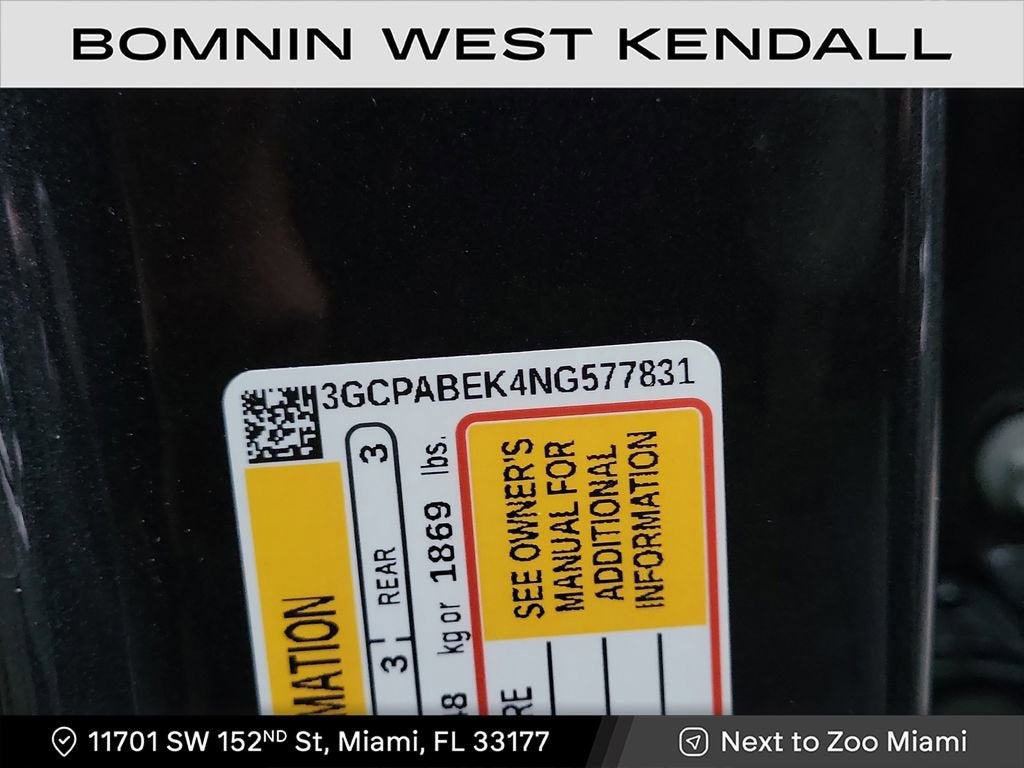 BOMNIN WEST KENDALL
3GCPABEK4NG577831
3 REAR 3
kg or 1869 lbs.
SEE OWNER'S
MANUAL FOR
ADDITIONAL
INFORMATION
11701 SW 152ND St, Miami, FL 33177
Next to Zoo Miami